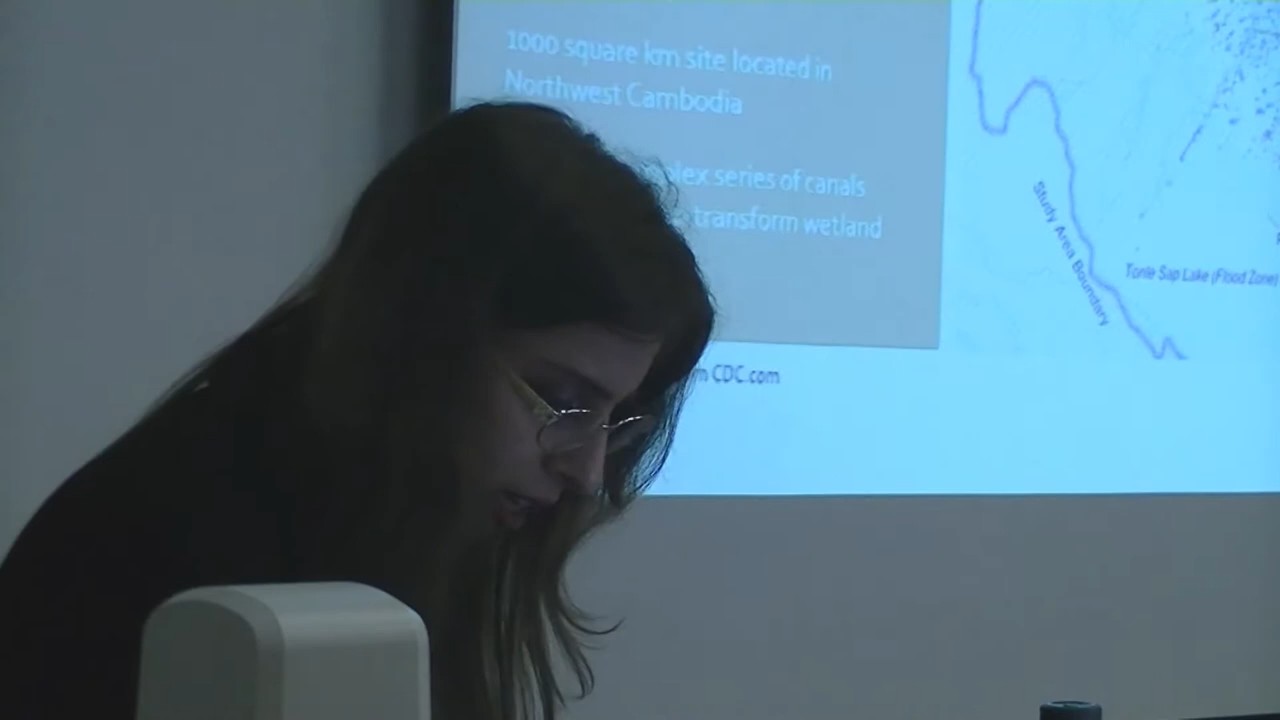 1000 square km site located in
Northwest Cambodia
series of canals
transform wetland
CDC.com
Study Area Boundary
Tonle Sap Lake (Flood Zone)